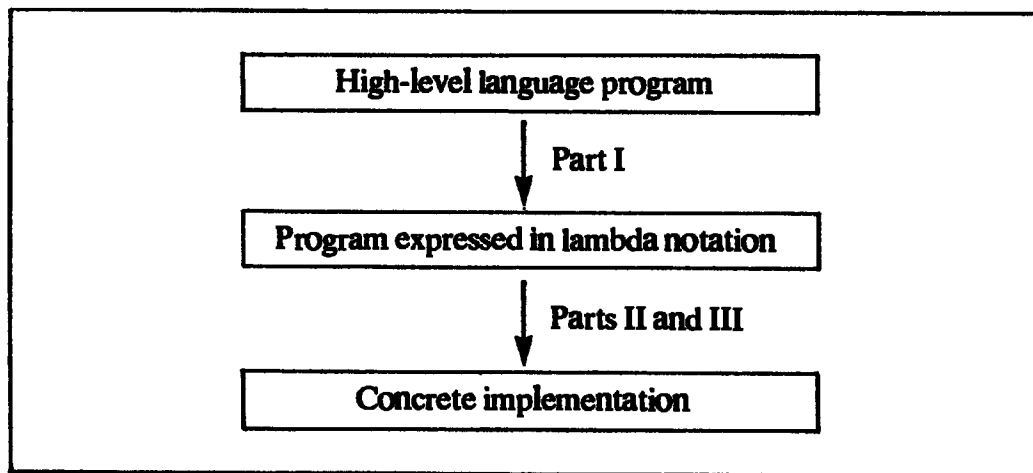 High-level language program
Part I
Program expressed in lambda notation
Parts II and III
Concrete implementation